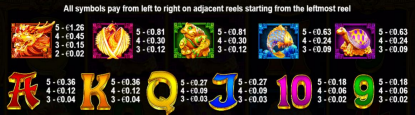 All symbols pay from left to right on adjacent reels starting from the leftmost reel
5 - €1.26
4 - €0.45
3 - €0.15
2 - €0.02
5 - €0.81
4 - €0.30
3 - €0.12
5 - €0.81
4 - €0.30
3 - €0.12
5 - €0.63
4 - €0.24
3 - €0.09
5 - €0.63
4 - €0.24
3 - €0.09
A
5 - €0.36
4 - €0.12
3 - €0.04
K
5 - €0.36
4 - €0.12
3 - €0.04
Q
5 - €0.27
4 - €0.09
3 - €0.03
J
5 - €0.27
4 - €0.09
3 - €0.03
10
5 - €0.18
4 - €0.06
3 - €0.02
9
5 - €0.18
4 - €0.06
3 - €0.02